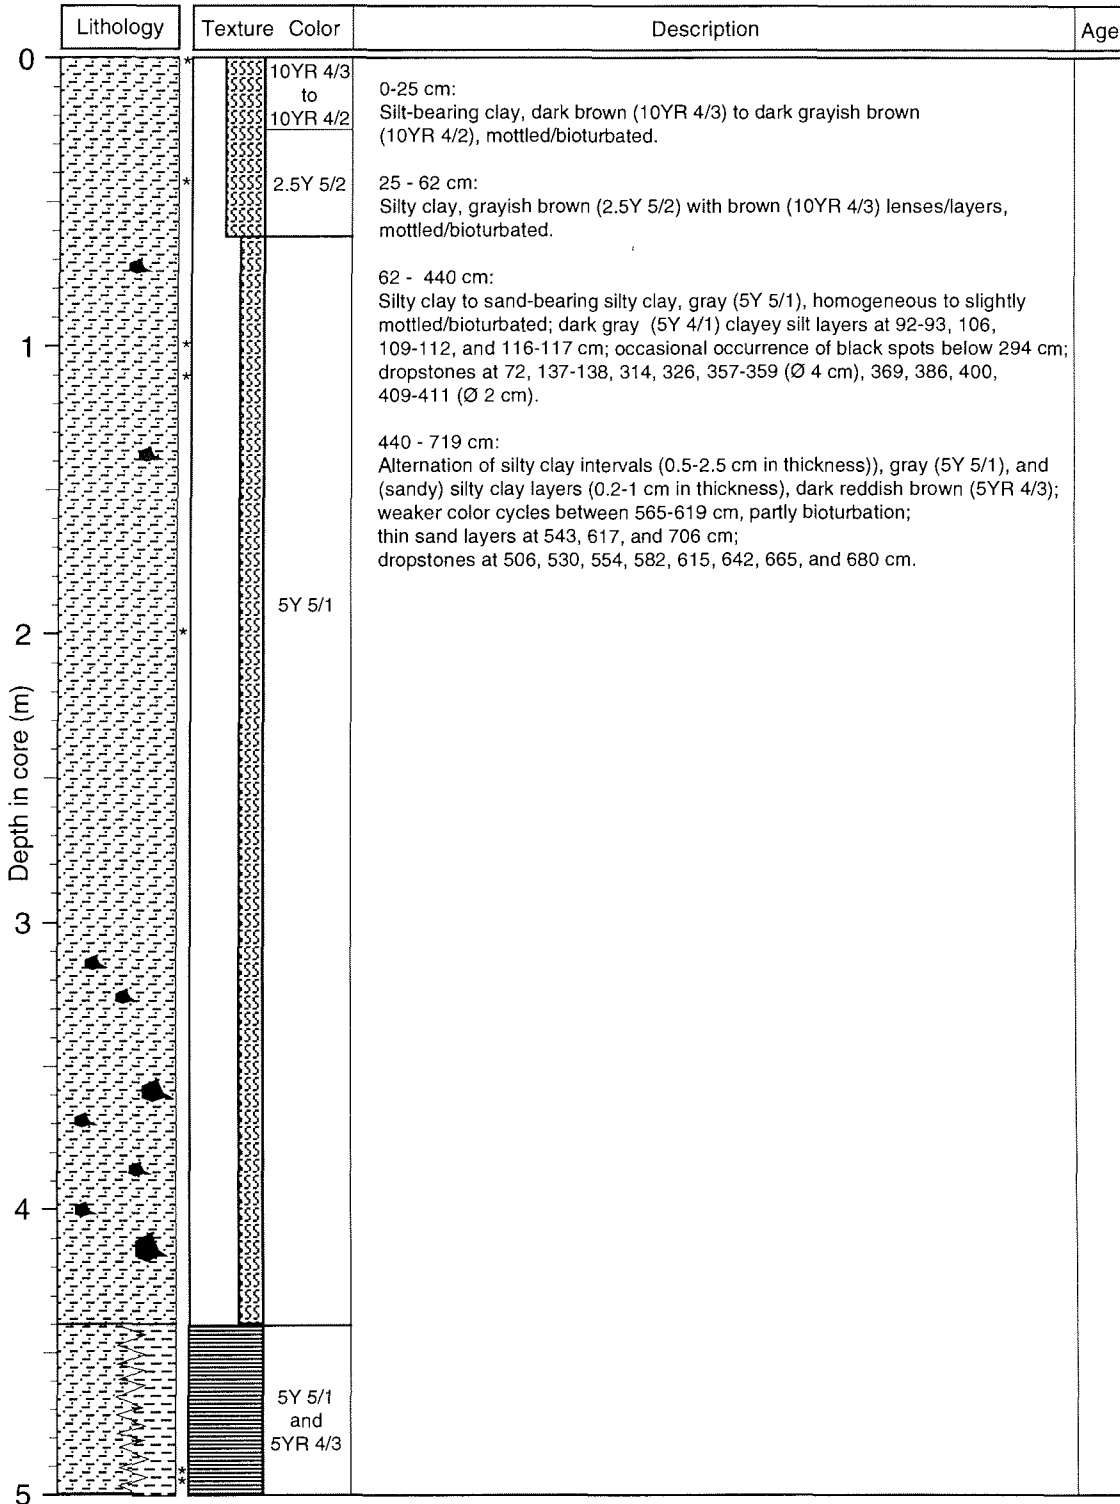 Lithology
Texture Color
Description
Age
0
1
2
3
4
5
Depth in core (m)
*
*
*
*
*
*
*
10YR 4/3
to
10YR 4/2
2.5Y 5/2
5Y 5/1
5Y 5/1
and
5YR 4/3
0-25 cm:
Silt-bearing clay, dark brown (10YR 4/3) to dark grayish brown
(10YR 4/2), mottled/bioturbated.
25 - 62 cm:
Silty clay, grayish brown (2.5Y 5/2) with brown (10YR 4/3) lenses/layers,
mottled/bioturbated.
62 - 440 cm:
Silty clay to sand-bearing silty clay, gray (5Y 5/1), homogeneous to slightly
mottled/bioturbated; dark gray (5Y 4/1) clayey silt layers at 92-93, 106,
109-112, and 116-117 cm; occasional occurrence of black spots below 294 cm;
dropstones at 72, 137-138, 314, 326, 357-359 (Ø 4 cm), 369, 386, 400,
409-411 (Ø 2 cm).
440 - 719 cm:
Alternation of silty clay intervals (0.5-2.5 cm in thickness)), gray (5Y 5/1), and
(sandy) silty clay layers (0.2-1 cm in thickness), dark reddish brown (5YR 4/3);
weaker color cycles between 565-619 cm, partly bioturbation;
thin sand layers at 543, 617, and 706 cm;
dropstones at 506, 530, 554, 582, 615, 642, 665, and 680 cm.